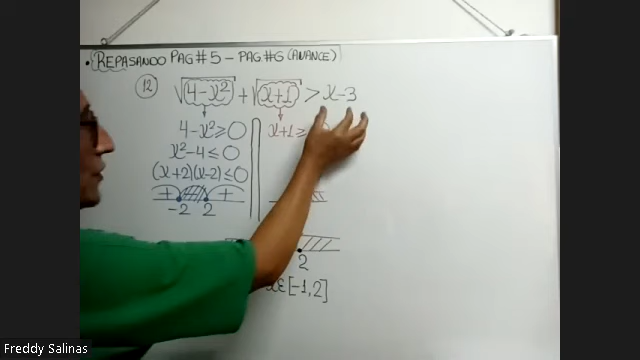 • REPASANDO PAG#5 - PAG.#6 (AVANCE)
12 √(4-x²) + √(x+1) > x-3
4-x² ≥ 0 x+1 ≥
x²-4 ≤ 0
(x+2)(x-2) ≤ 0
+ +
-2 2
2
x∈[-1,2]
Freddy Salinas